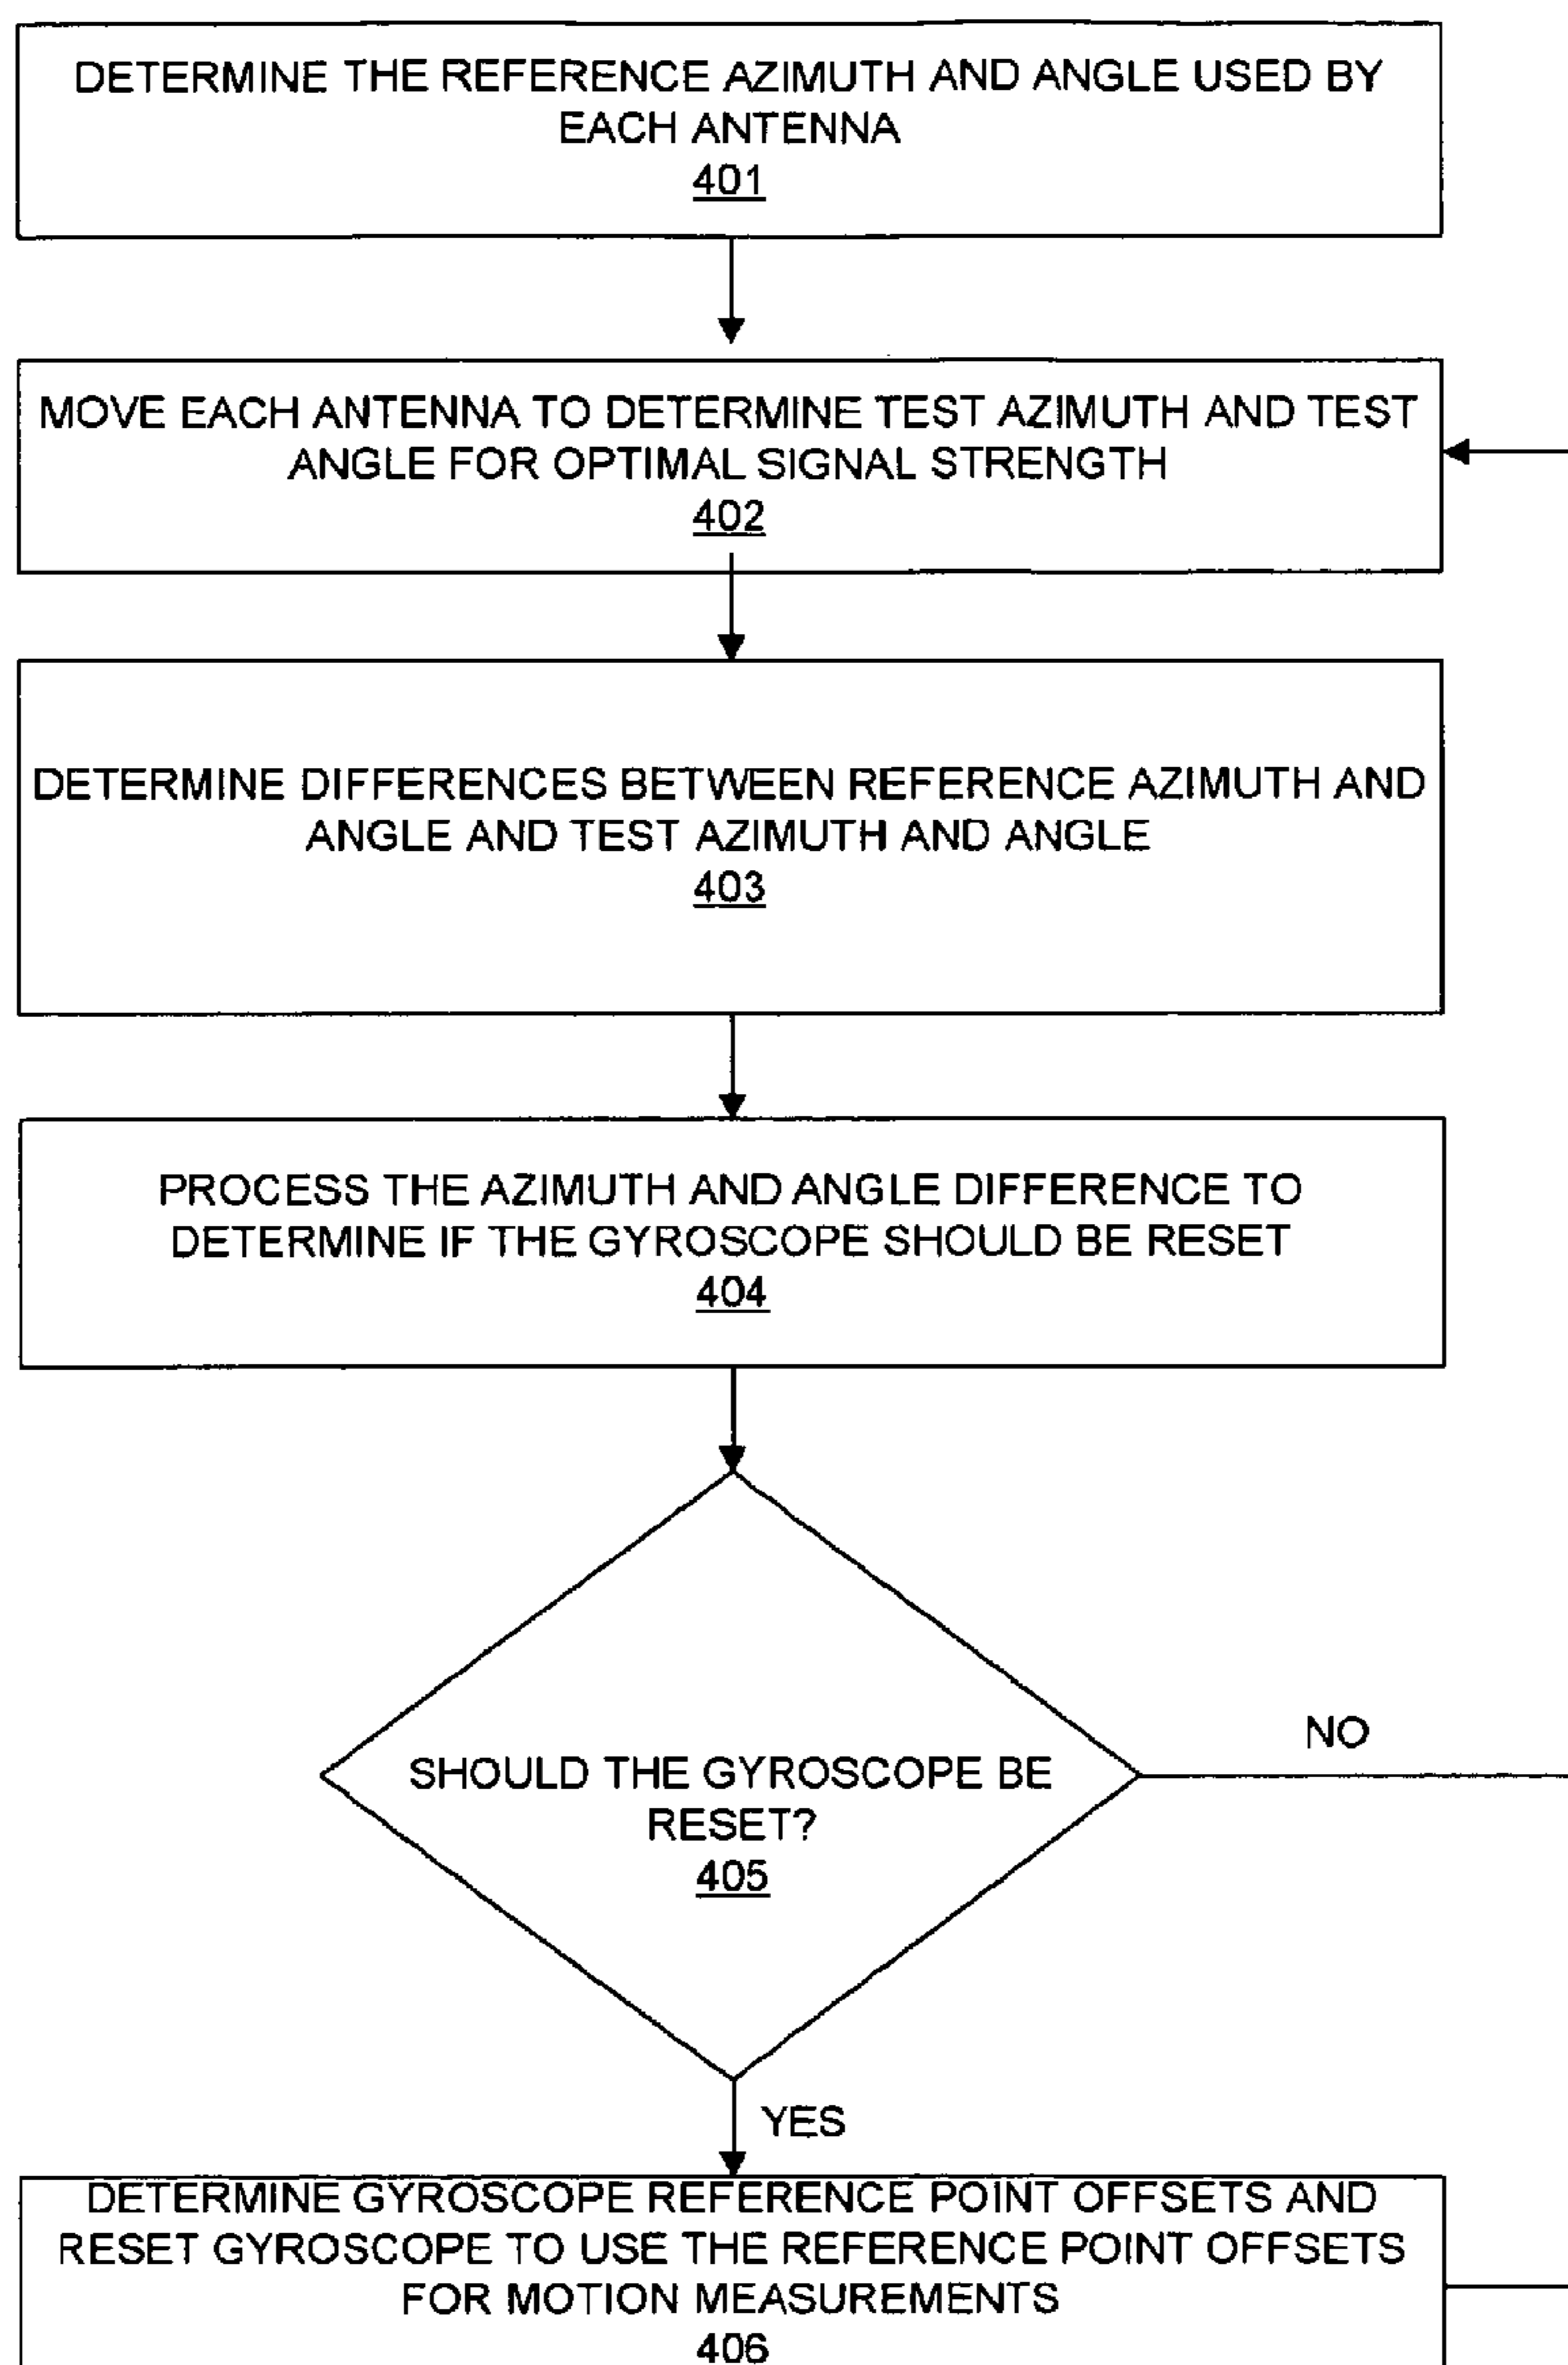 DETERMINE THE REFERENCE AZIMUTH AND ANGLE USED BY
EACH ANTENNA
401
MOVE EACH ANTENNA TO DETERMINE TEST AZIMUTH AND TEST
ANGLE FOR OPTIMAL SIGNAL STRENGTH
402
DETERMINE DIFFERENCES BETWEEN REFERENCE AZIMUTH AND
ANGLE AND TEST AZIMUTH AND ANGLE
403
PROCESS THE AZIMUTH AND ANGLE DIFFERENCE TO
DETERMINE IF THE GYROSCOPE SHOULD BE RESET
404
NO
SHOULD THE GYROSCOPE BE
RESET?
405
YES
DETERMINE GYROSCOPE REFERENCE POINT OFFSETS AND
RESET GYROSCOPE TO USE THE REFERENCE POINT OFFSETS
FOR MOTION MEASUREMENTS
406